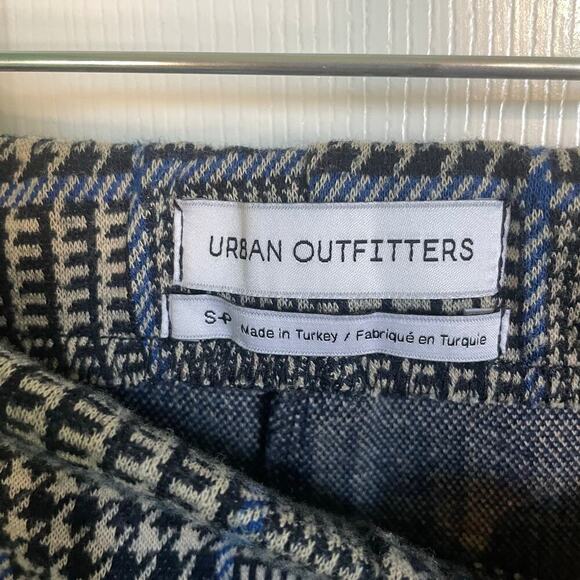 URBAN OUTFITTERS
S-P Made in Turkey / Fabriqué en Turquie